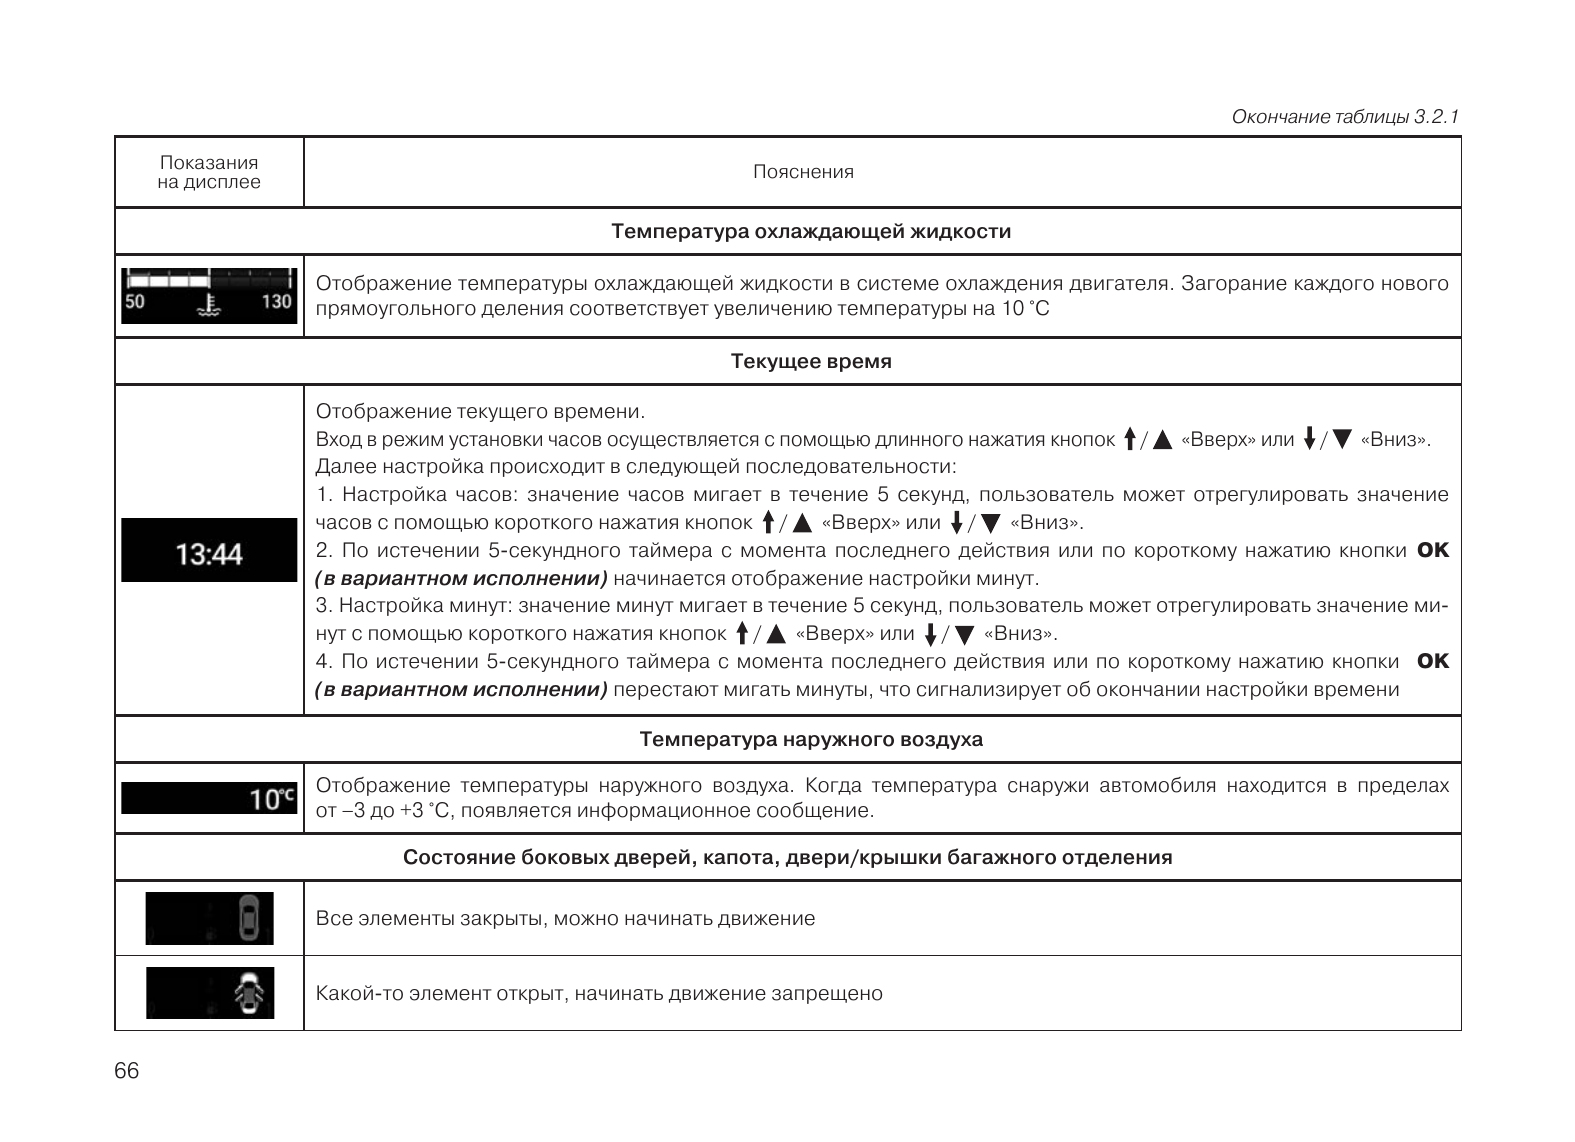 Окончание таблицы 3.2.1
Показания
на дисплее
Пояснения
Температура охлаждающей жидкости
50 130
Отображение температуры охлаждающей жидкости в системе охлаждения двигателя. Загорание каждого нового
прямоугольного деления соответствует увеличению температуры на 10 °С
Текущее время
13:44
Отображение текущего времени.
Вход в режим установки часов осуществляется с помощью длинного нажатия кнопок ⬆/▲ «Вверх» или ⬇/▼ «Вниз».
Далее настройка происходит в следующей последовательности:
1. Настройка часов: значение часов мигает в течение 5 секунд, пользователь может отрегулировать значение
часов с помощью короткого нажатия кнопок ⬆/▲ «Вверх» или ⬇/▼ «Вниз».
2. По истечении 5-секундного таймера с момента последнего действия или по короткому нажатию кнопки OK
(в вариантном исполнении) начинается отображение настройки минут.
3. Настройка минут: значение минут мигает в течение 5 секунд, пользователь может отрегулировать значение ми-
нут с помощью короткого нажатия кнопок ⬆/▲ «Вверх» или ⬇/▼ «Вниз».
4. По истечении 5-секундного таймера с момента последнего действия или по короткому нажатию кнопки OK
(в вариантном исполнении) перестают мигать минуты, что сигнализирует об окончании настройки времени
Температура наружного воздуха
10°C
Отображение температуры наружного воздуха. Когда температура снаружи автомобиля находится в пределах
от –3 до +3 °С, появляется информационное сообщение.
Состояние боковых дверей, капота, двери/крышки багажного отделения
Все элементы закрыты, можно начинать движение
Какой-то элемент открыт, начинать движение запрещено
66